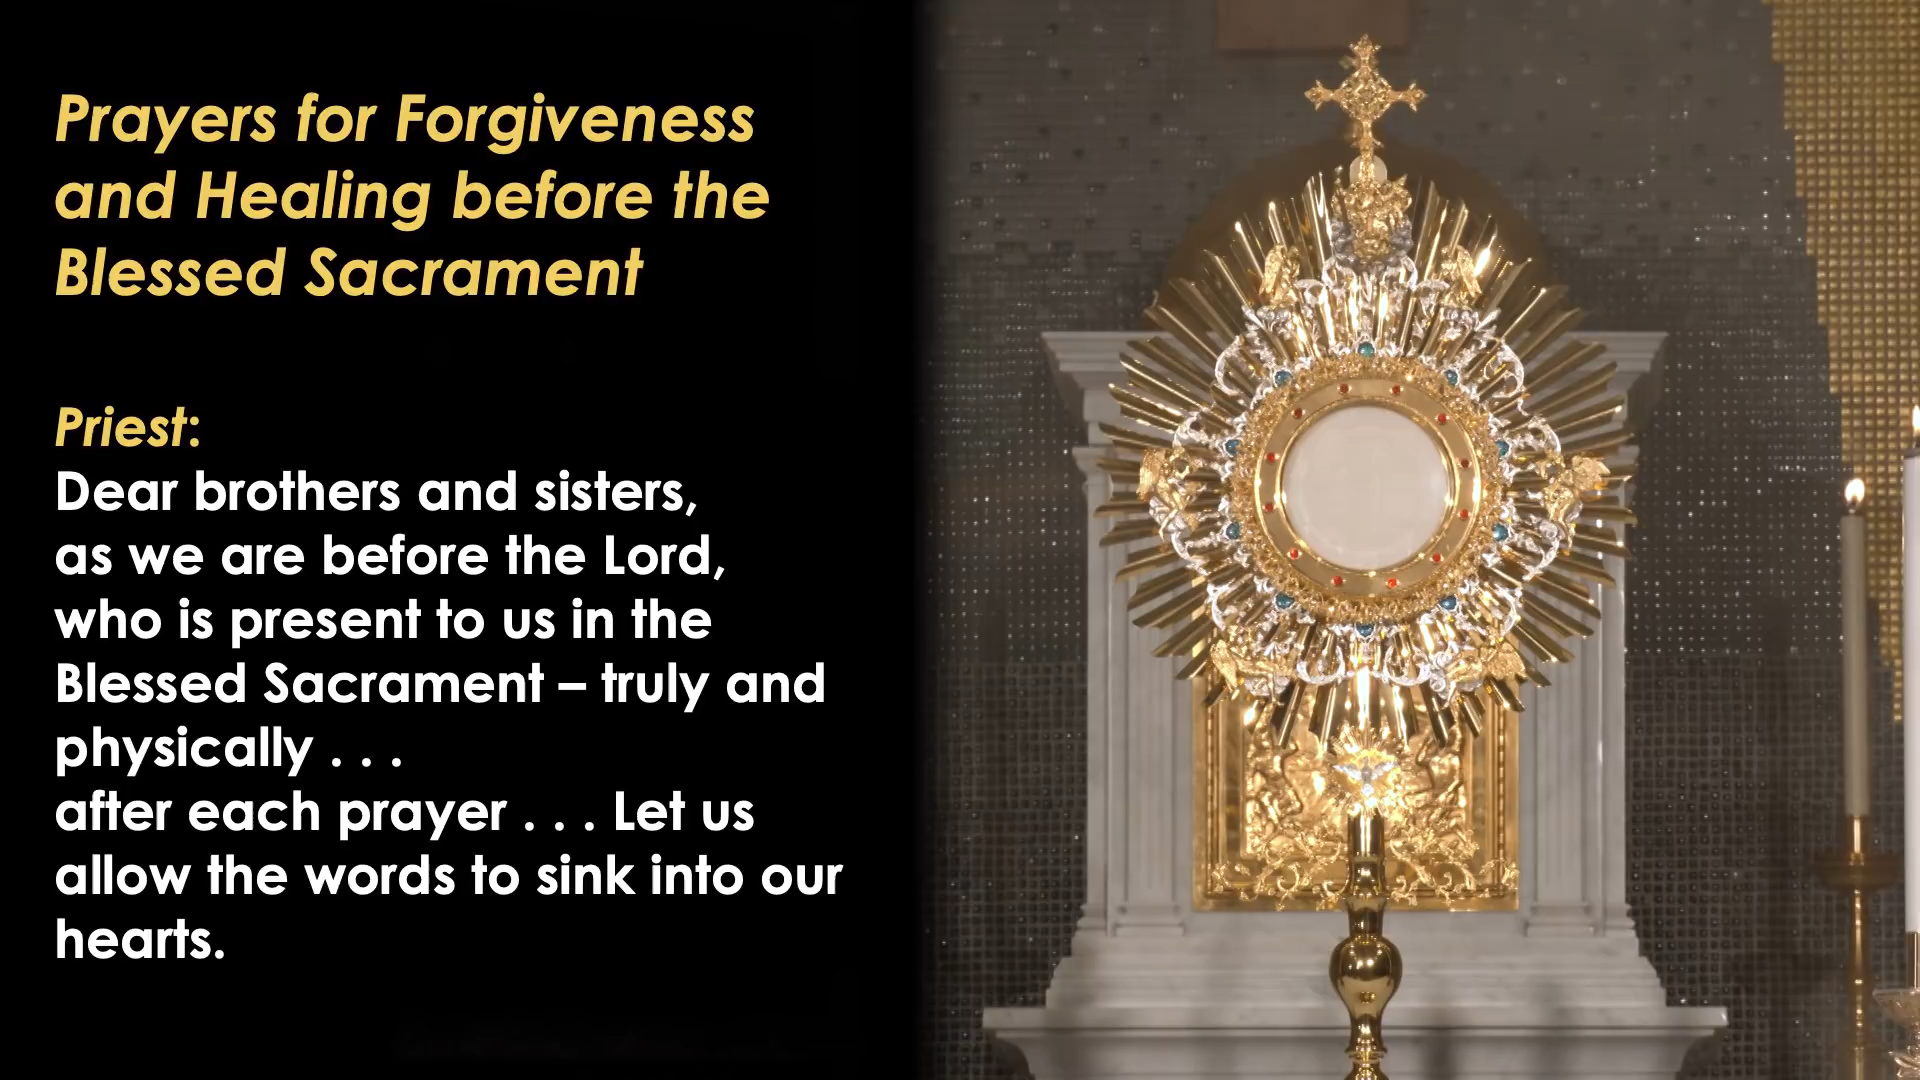 Prayers for Forgiveness
and Healing before the
Blessed Sacrament
Priest:
Dear brothers and sisters,
as we are before the Lord,
who is present to us in the
Blessed Sacrament – truly and
physically . . .
after each prayer . . . Let us
allow the words to sink into our
hearts.